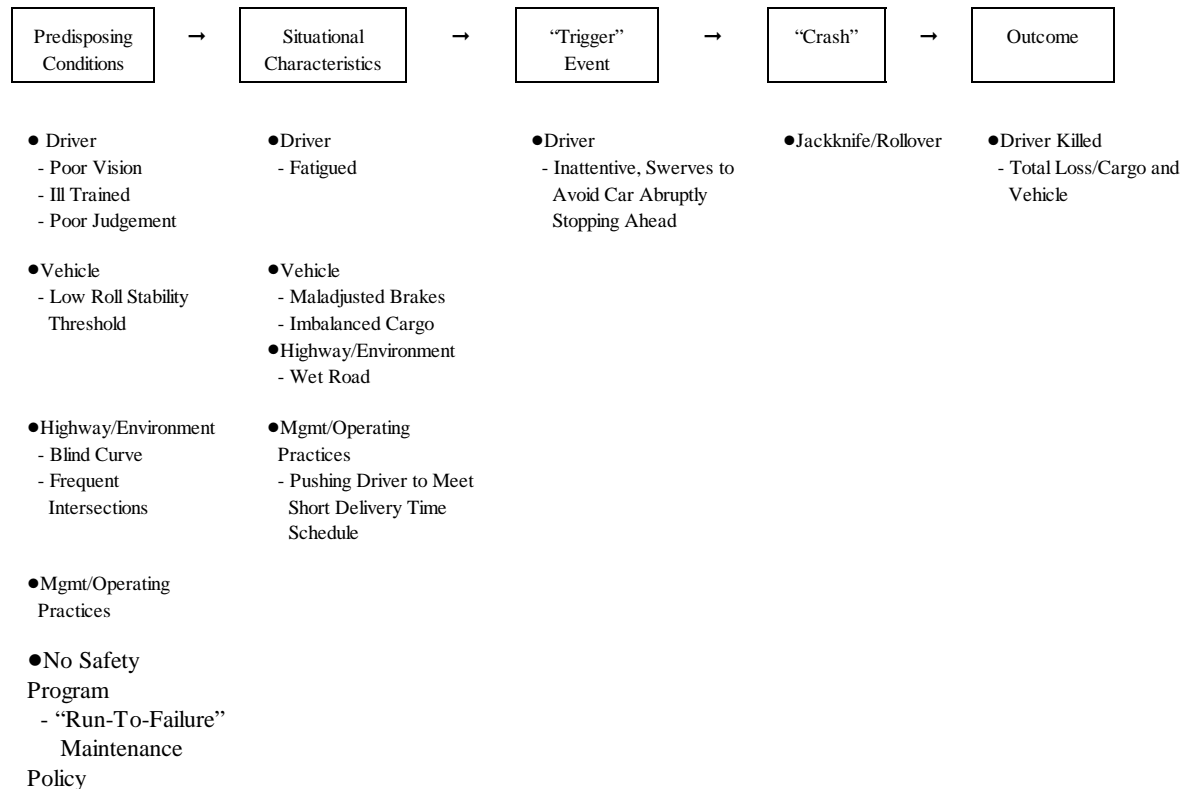 Predisposing
Conditions
→
Situational
Characteristics
→
“Trigger”
Event
→
“Crash”
→
Outcome
● Driver
- Poor Vision
- Ill Trained
- Poor Judgement
●Vehicle
- Low Roll Stability
Threshold
●Highway/Environment
- Blind Curve
- Frequent
Intersections
●Mgmt/Operating
Practices
●No Safety
Program
- “Run-To-Failure”
Maintenance
Policy
●Driver
- Fatigued
●Vehicle
- Maladjusted Brakes
- Imbalanced Cargo
●Highway/Environment
- Wet Road
●Mgmt/Operating
Practices
- Pushing Driver to Meet
Short Delivery Time
Schedule
●Driver
- Inattentive, Swerves to
Avoid Car Abruptly
Stopping Ahead
●Jackknife/Rollover
●Driver Killed
- Total Loss/Cargo and
Vehicle